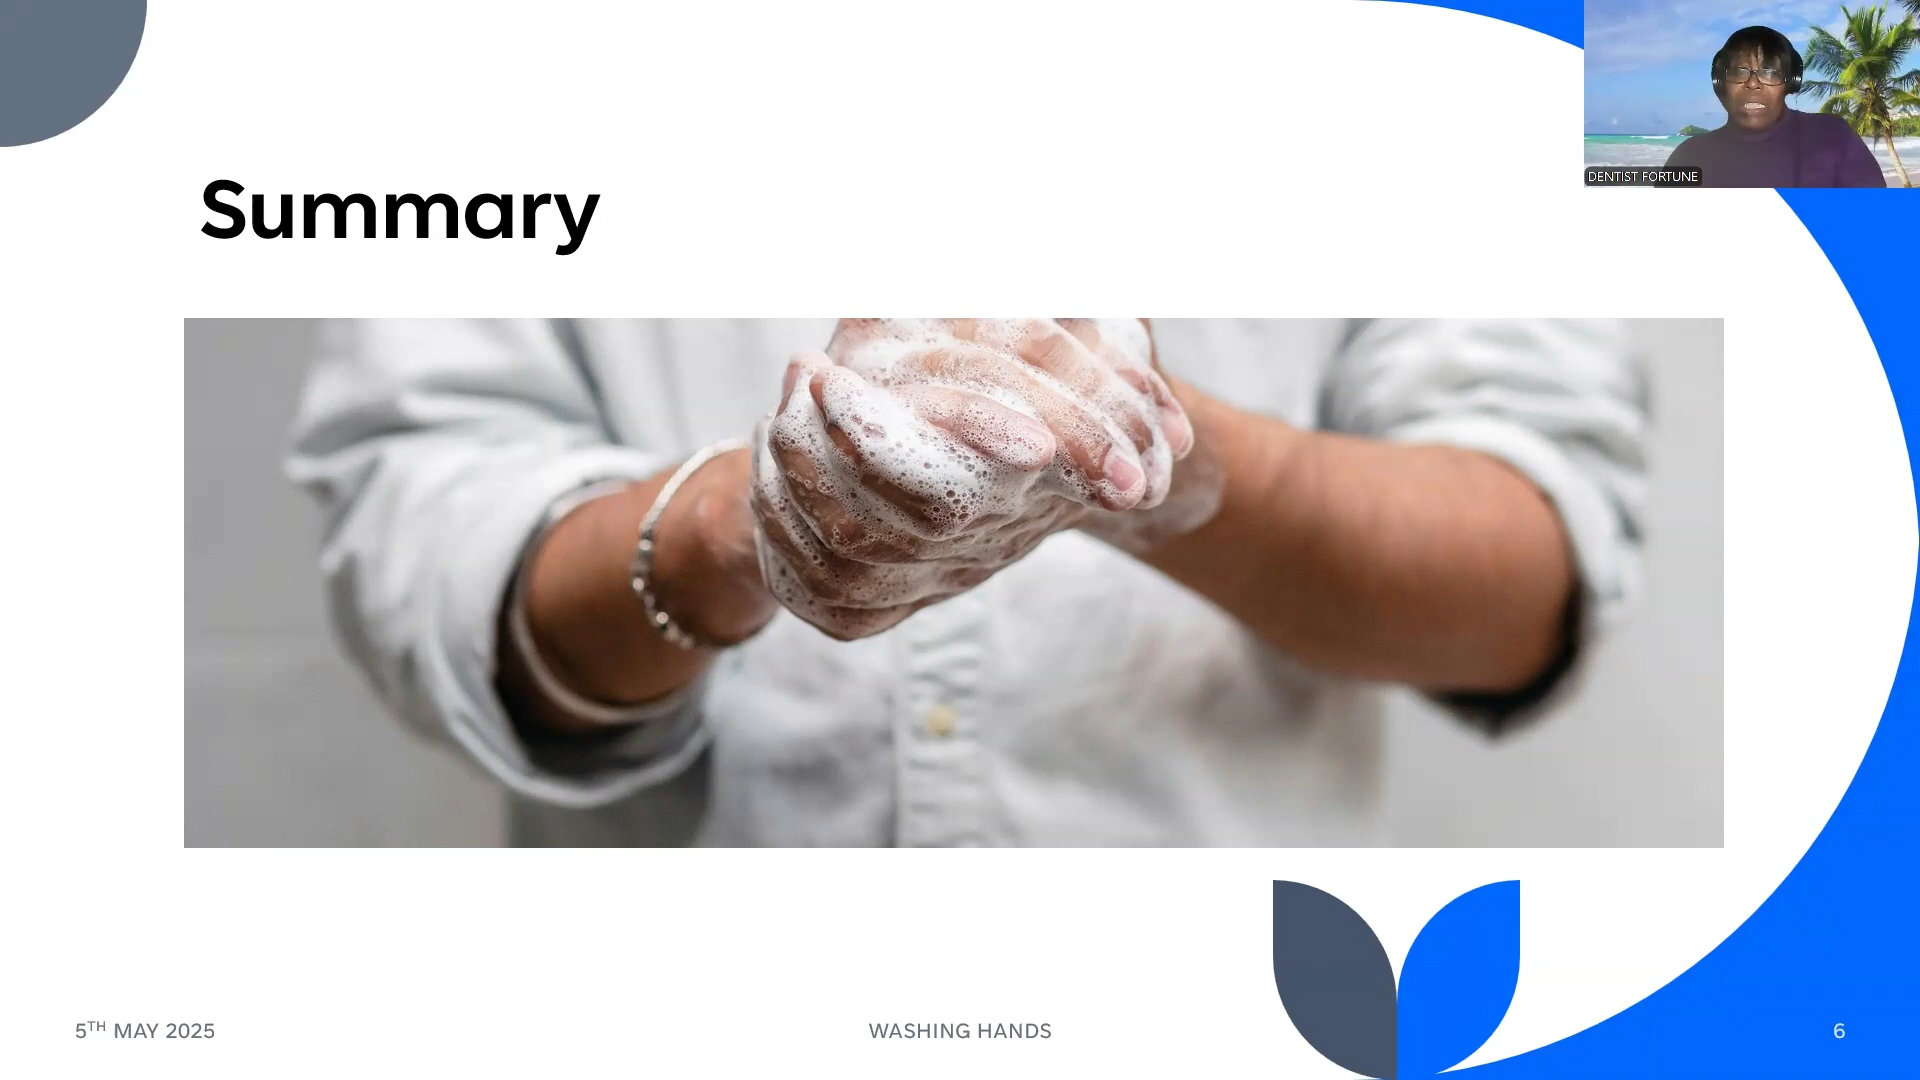 DENTIST FORTUNE
Summary
5TH MAY 2025
WASHING HANDS
6